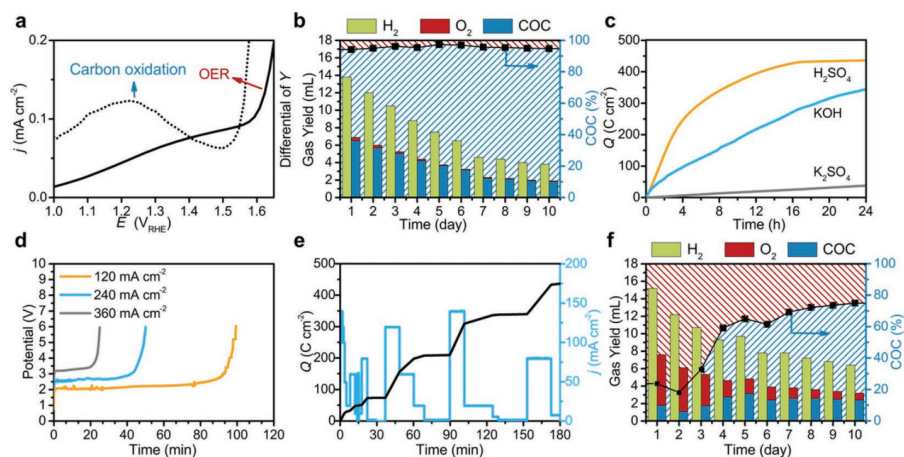 a
0.2
0.1
0.0
j (mA cm⁻²)
Carbon oxidation
OER
Differential of Y
1.0 1.1 1.2 1.3 1.4 1.5 1.6
E (V_RHE)
b
H₂ O₂ COC
18
16
14
12
10
8
6
4
2
0
Gas Yield (mL)
100
80
60
40
20
0
COC (%)
1 2 3 4 5 6 7 8 9 10
Time (day)
c
500
400
300
200
100
0
Q (C cm⁻²)
H₂SO₄
KOH
K₂SO₄
0 4 8 12 16 20 24
Time (h)
d
10
9
8
7
6
5
4
3
2
1
0
Potential (V)
120 mA cm⁻²
240 mA cm⁻²
360 mA cm⁻²
0 20 40 60 80 100 120
Time (min)
e
500
400
300
200
100
0
Q (C cm⁻²)
200
150
100
50
0
j (mA cm⁻²)
0 30 60 90 120 150 180
Time (min)
f
H₂ O₂ COC
18
16
14
12
10
8
6
4
2
0
Gas Yield (mL)
100
80
60
40
20
0
COC (%)
1 2 3 4 5 6 7 8 9 10
Time (day)